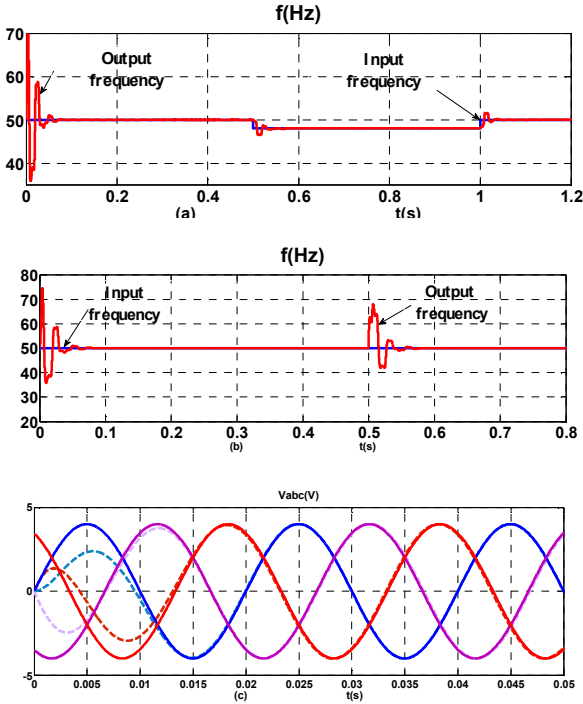 f(Hz)
Output frequency
Input frequency
70
60
50
40
0 0.2 0.4 0.6 0.8 1 1.2
(a) t(s)
f(Hz)
Input frequency
Output frequency
80
70
60
50
40
30
20
0 0.1 0.2 0.3 0.4 0.5 0.6 0.7 0.8
(b) t(s)
Vabc(V)
5
0
-5
0 0.005 0.01 0.015 0.02 0.025 0.03 0.035 0.04 0.045 0.05
(c) t(s)